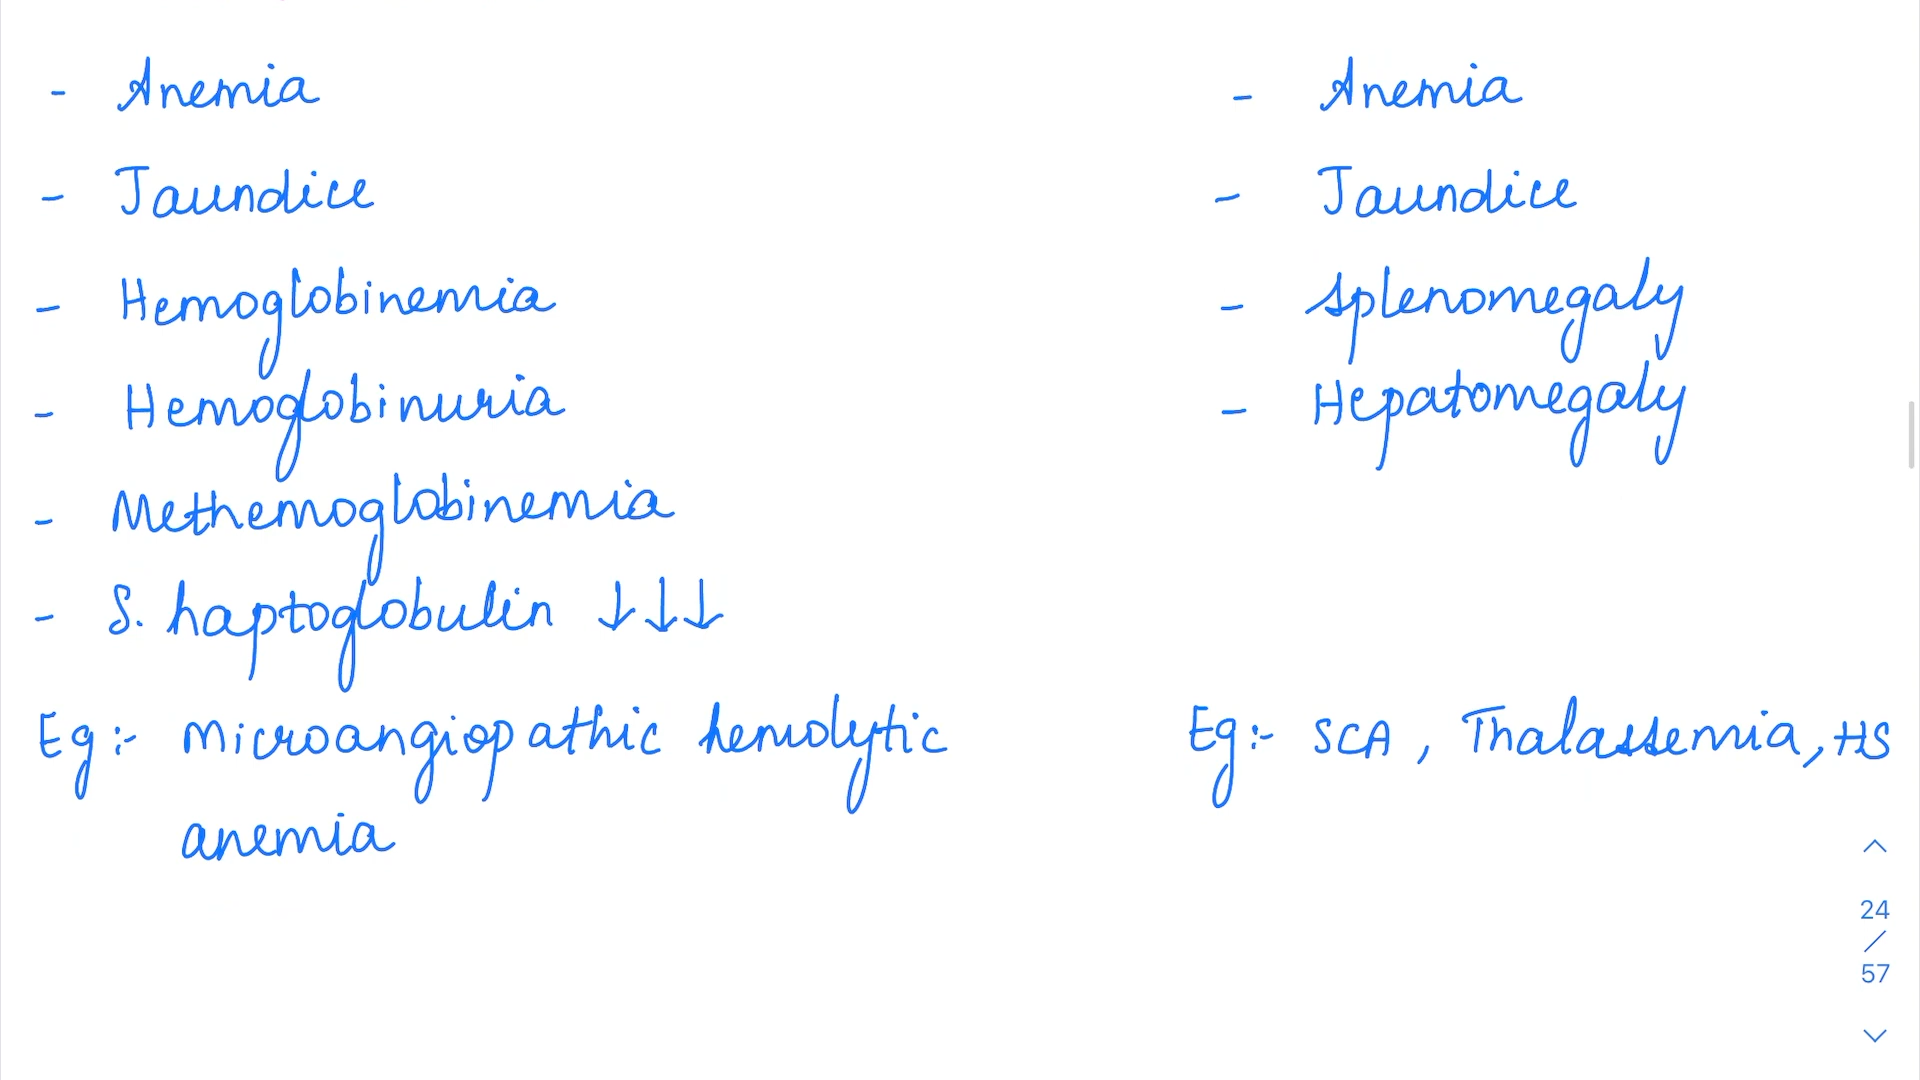 - Anemia
- Jaundice
- Hemoglobinemia
- Hemoglobinuria
- Methemoglobinemia
- S. haptoglobulin ↓↓↓
Eg:- Microangiopathic hemolytic
anemia
- Anemia
- Jaundice
- Splenomegaly
- Hepatomegaly
Eg:- SCA, Thalassemia, HS
24
/
57